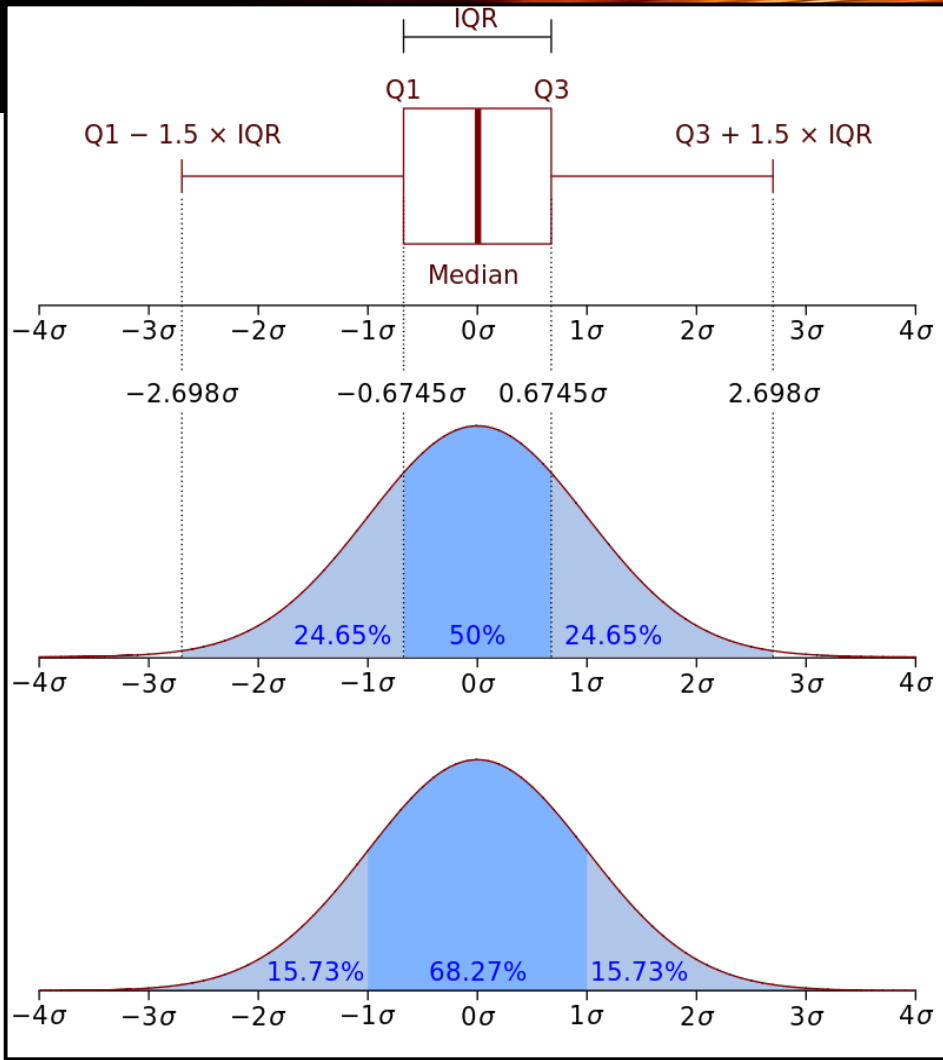 IQR
Q1 Q3
Q1 − 1.5 × IQR Q3 + 1.5 × IQR
Median
−4σ −3σ −2σ −1σ 0σ 1σ 2σ 3σ 4σ
−2.698σ −0.6745σ 0.6745σ 2.698σ
24.65% 50% 24.65%
−4σ −3σ −2σ −1σ 0σ 1σ 2σ 3σ 4σ
15.73% 68.27% 15.73%
−4σ −3σ −2σ −1σ 0σ 1σ 2σ 3σ 4σ